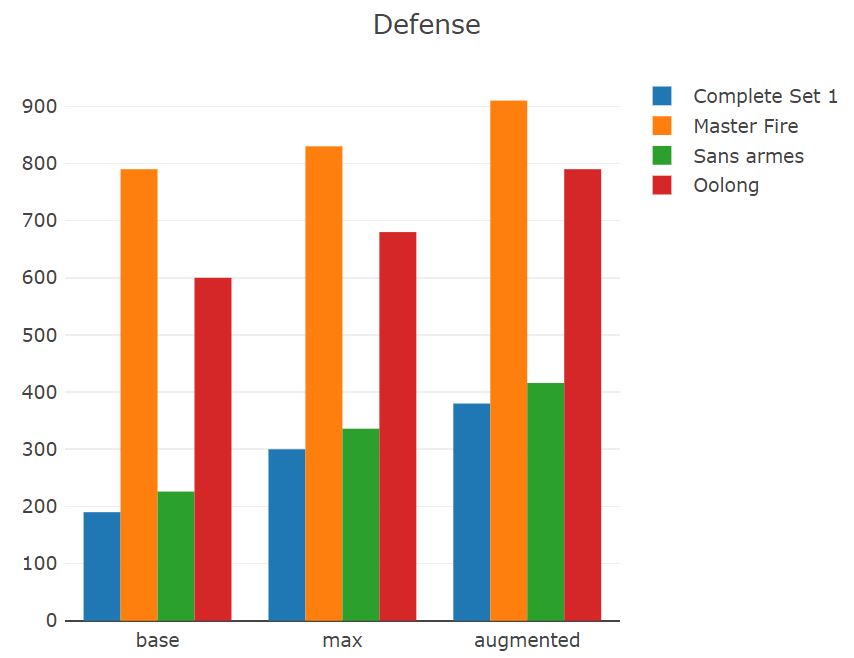 Defense
Complete Set 1
Master Fire
Sans armes
Oolong
900
800
700
600
500
400
300
200
100
0
base
max
augmented